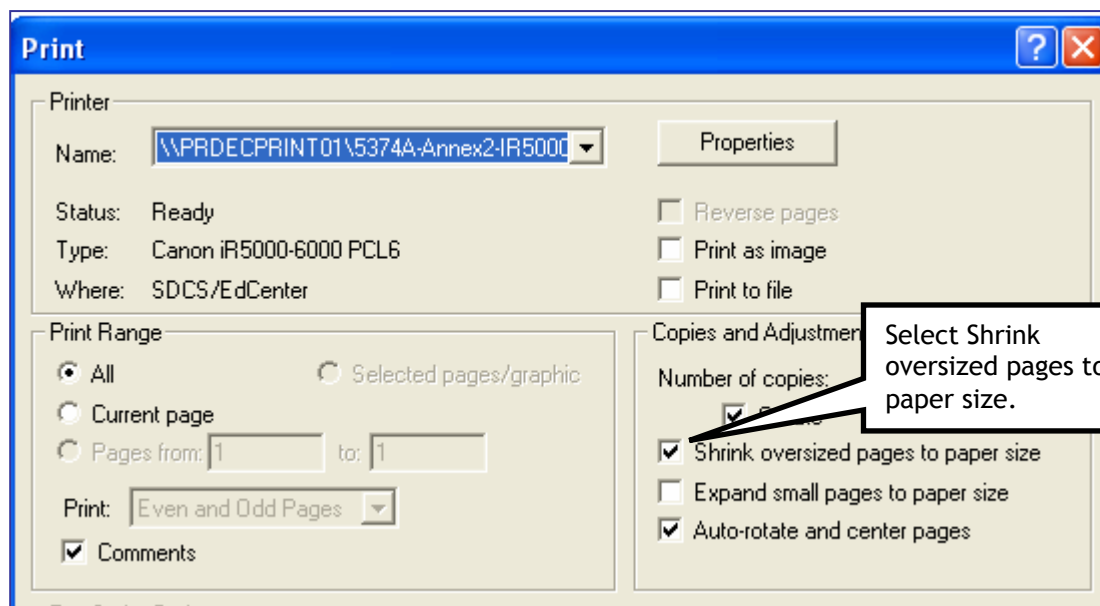 Print
Printer
Name: \\PRDECPRINT01\5374A-Annex2-IR5000 Properties
Status: Ready Reverse pages
Type: Canon iR5000-6000 PCL6 Print as image
Where: SDCS/EdCenter Print to file
Print Range
All Selected pages/graphic
Current page
Pages from: 1 to: 1
Print: Even and Odd Pages
Comments
Copies and Adjustmen
Number of copies:
Shrink oversized pages to paper size
Expand small pages to paper size
Auto-rotate and center pages
Select Shrink
oversized pages to
paper size.